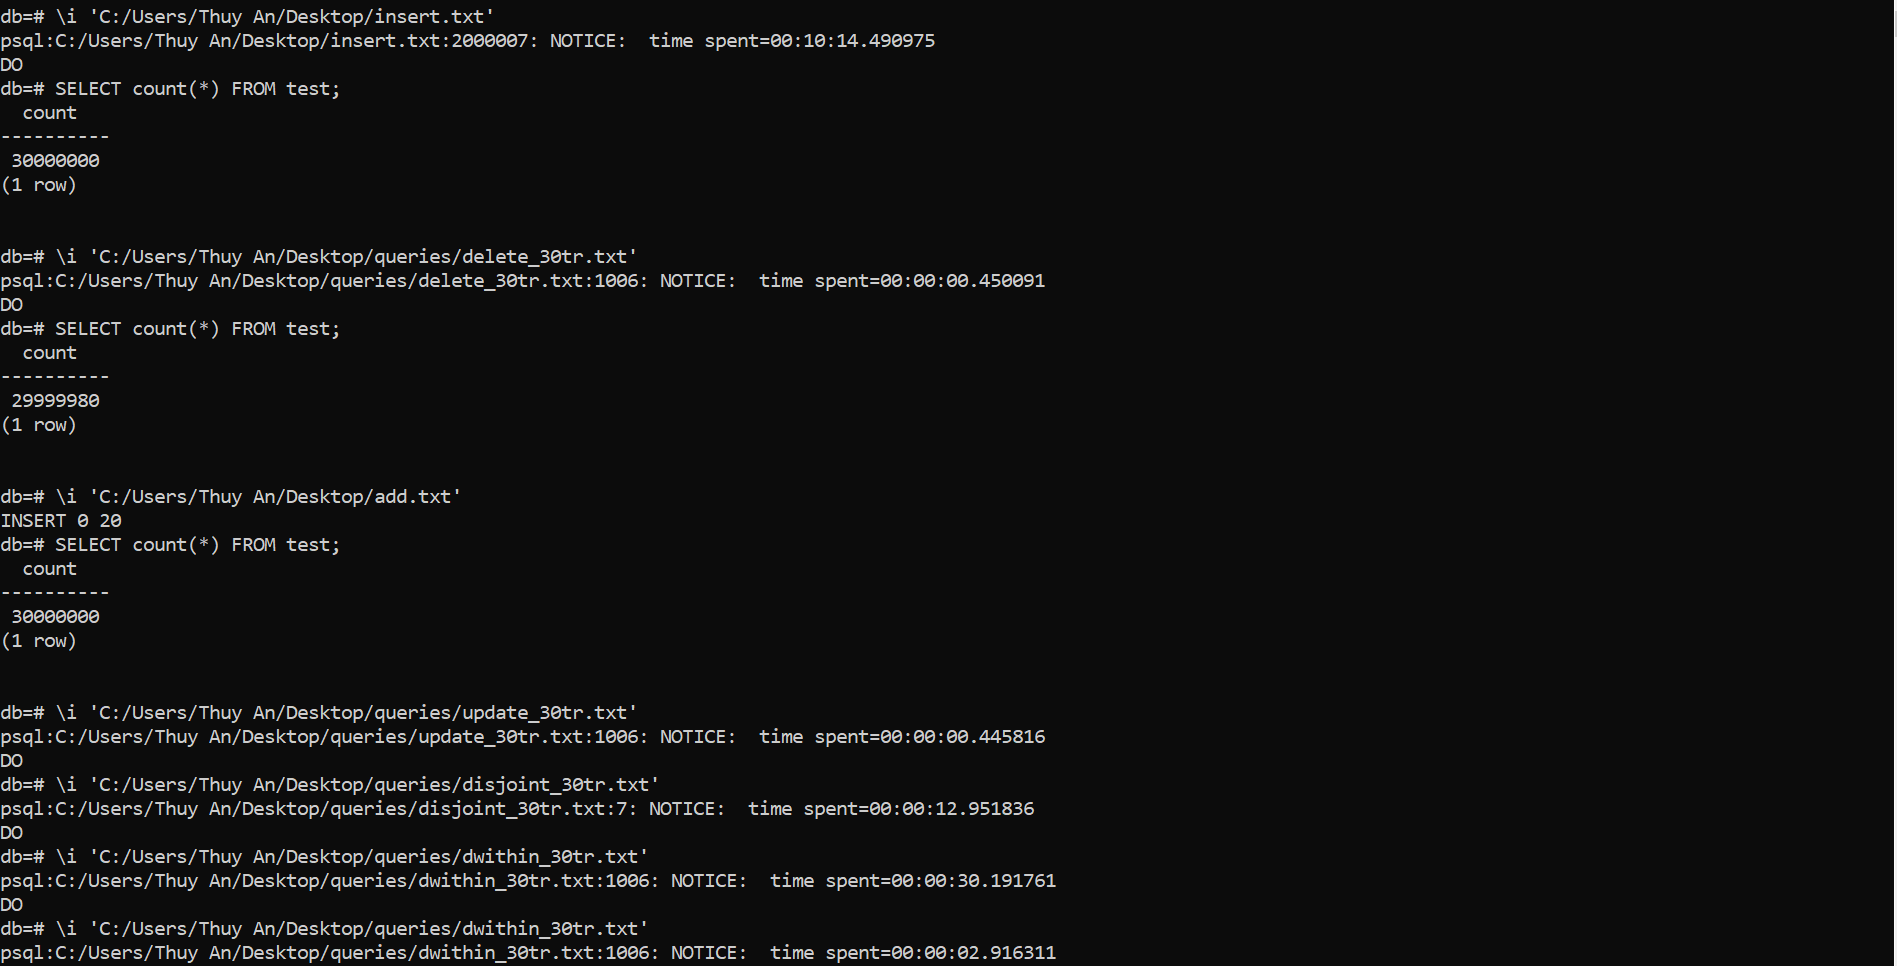 db=# \i 'C:/Users/Thuy An/Desktop/insert.txt'
psql:C:/Users/Thuy An/Desktop/insert.txt:2000007: NOTICE:  time spent=00:10:14.490975
DO
db=# SELECT count(*) FROM test;
  count
----------
 30000000
(1 row)
db=# \i 'C:/Users/Thuy An/Desktop/queries/delete_30tr.txt'
psql:C:/Users/Thuy An/Desktop/queries/delete_30tr.txt:1006: NOTICE:  time spent=00:00:00.450091
DO
db=# SELECT count(*) FROM test;
  count
----------
 29999980
(1 row)
db=# \i 'C:/Users/Thuy An/Desktop/add.txt'
INSERT 0 20
db=# SELECT count(*) FROM test;
  count
----------
 30000000
(1 row)
db=# \i 'C:/Users/Thuy An/Desktop/queries/update_30tr.txt'
psql:C:/Users/Thuy An/Desktop/queries/update_30tr.txt:1006: NOTICE:  time spent=00:00:00.445816
DO
db=# \i 'C:/Users/Thuy An/Desktop/queries/disjoint_30tr.txt'
psql:C:/Users/Thuy An/Desktop/queries/disjoint_30tr.txt:7: NOTICE:  time spent=00:00:12.951836
DO
db=# \i 'C:/Users/Thuy An/Desktop/queries/dwithin_30tr.txt'
psql:C:/Users/Thuy An/Desktop/queries/dwithin_30tr.txt:1006: NOTICE:  time spent=00:00:30.191761
DO
db=# \i 'C:/Users/Thuy An/Desktop/queries/dwithin_30tr.txt'
psql:C:/Users/Thuy An/Desktop/queries/dwithin_30tr.txt:1006: NOTICE:  time spent=00:00:02.916311